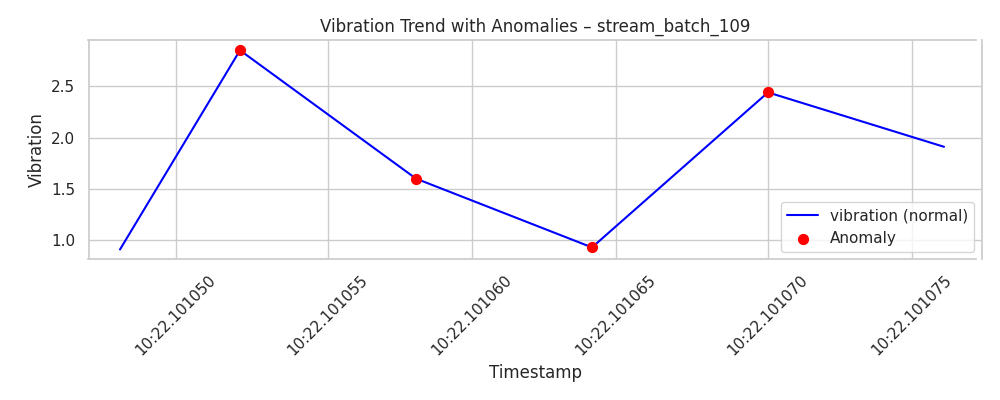 Vibration Trend with Anomalies – stream_batch_109
Vibration
2.5
2.0
1.5
1.0
vibration (normal)
Anomaly
10:22.101050
10:22.101055
10:22.101060
10:22.101065
10:22.101070
10:22.101075
Timestamp